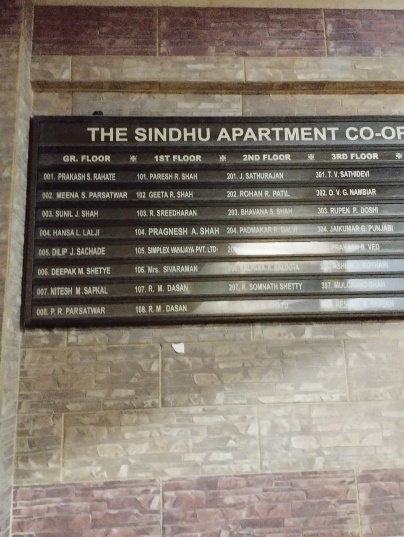 THE SINDHU APARTMENT CO-OP
GR. FLOOR ※ 1ST FLOOR ※ 2ND FLOOR ※ 3RD FLOOR ※
001. PRAKASH S. RAHATE 101. PARESH R. SHAH 201. J. SATHURAJAN 301. T. V. SATHIDEVI
002. MEENA S. PARSATWAR 102 GEETA R. SHAH 202. ROHAN R. PATIL 302. O. V. G. NAMBIAR
003. SUNIL J. SHAH 103. R. SREEDHARAN 203. BHAVANA S. SHAH 303. RUPEN P. DOSHI
004. HANSA L. LALJI 104. PRAGNESH A. SHAH 204. PADMAKAR N. SALVI 304. JAIKUMAR G. PUNJABI
005. DILIP J. SACHADE 105. SIMPLEX VANIJAYA PVT. LTD. VED
006. DEEPAK M. SHETYE 106. Mrs. SIVARAMAN
007. NITESH M. SAPKAL 107. R. M. DASAN 207. K. SOMNATH SHETTY 307.
008. P. R. PARSATWAR 108. R. M. DASAN